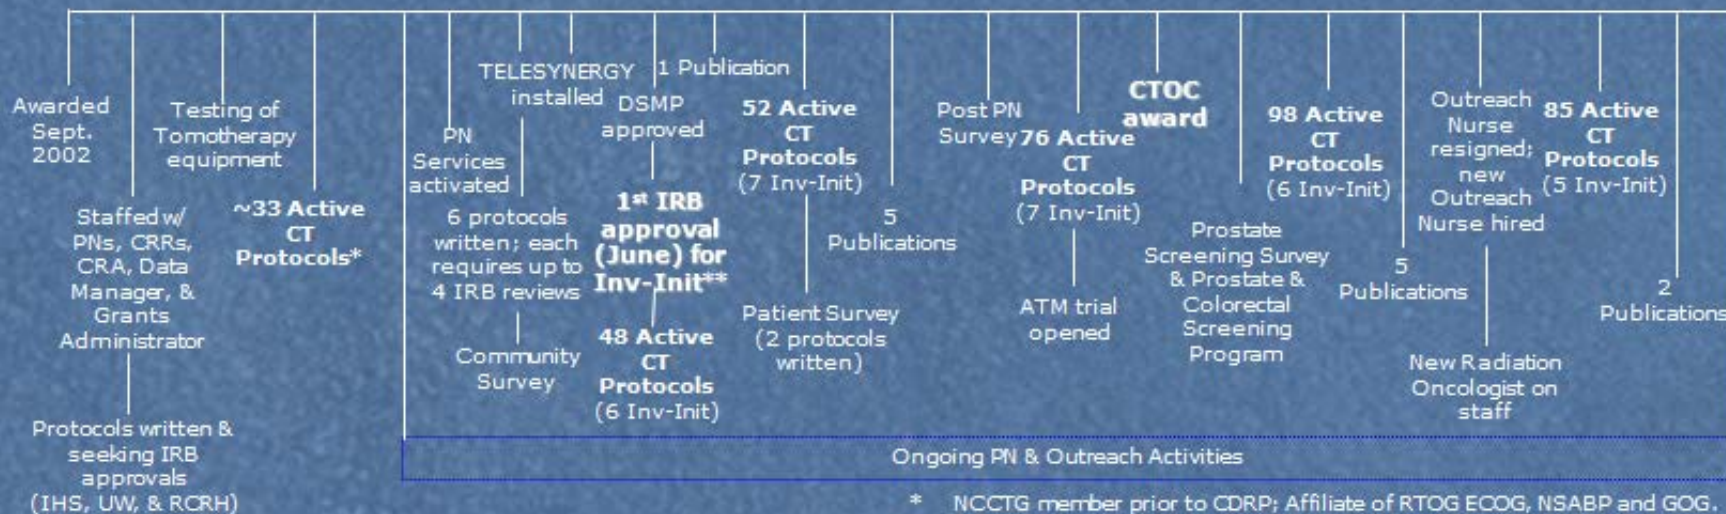 Awarded
Sept.
2002
Staffed w/
PNs, CRRs,
CRA, Data
Manager, &
Grants
Administrator
Protocols written &
seeking IRB
approvals
(IHS, UW, & RCRH)
Testing of
Tomotherapy
equipment
~33 Active
CT
Protocols*
PN
Services
activated
TELESYNERGY
installed
6 protocols
written; each
requires up to
4 IRB reviews
Community
Survey
DSMP
approved
1st IRB
approval
(June) for
Inv-Init**
48 Active
CT
Protocols
(6 Inv-Init)
1 Publication
52 Active
CT
Protocols
(7 Inv-Init)
Patient Survey
(2 protocols
written)
5
Publications
Post PN
Survey
76 Active
CT
Protocols
(7 Inv-Init)
ATM trial
opened
CTOC
award
Prostate
Screening Survey
& Prostate &
Colorectal
Screening
Program
98 Active
CT
Protocols
(6 Inv-Init)
5
Publications
Outreach
Nurse
resigned;
new
Outreach
Nurse hired
New Radiation
Oncologist on
staff
85 Active
CT
Protocols
(5 Inv-Init)
2
Publications
Ongoing PN & Outreach Activities
* NCCTG member prior to CDRP; Affiliate of RTOG ECOG, NSABP and GOG.